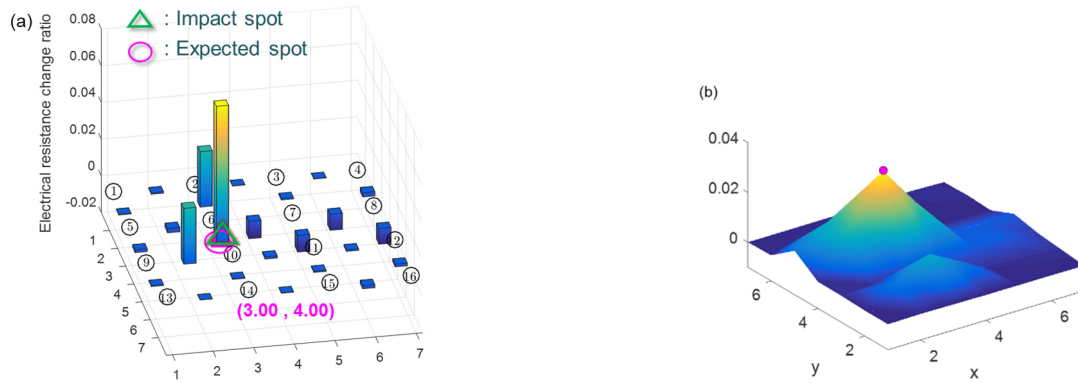 (a)
: Impact spot
: Expected spot
Electrical resistance change ratio
0.08
0.06
0.04
0.02
0
-0.02
① ② ③ ④
⑤ ⑥ ⑦ ⑧
⑨ ⑩ ⑪ ⑫
⑬ ⑭ ⑮ ⑯
(3.00 , 4.00)
1
2
3
4
5
6
7
1 2 3 4 5 6 7
(b)
0.04
0.02
0
6
4
2
y
2 4 6
x